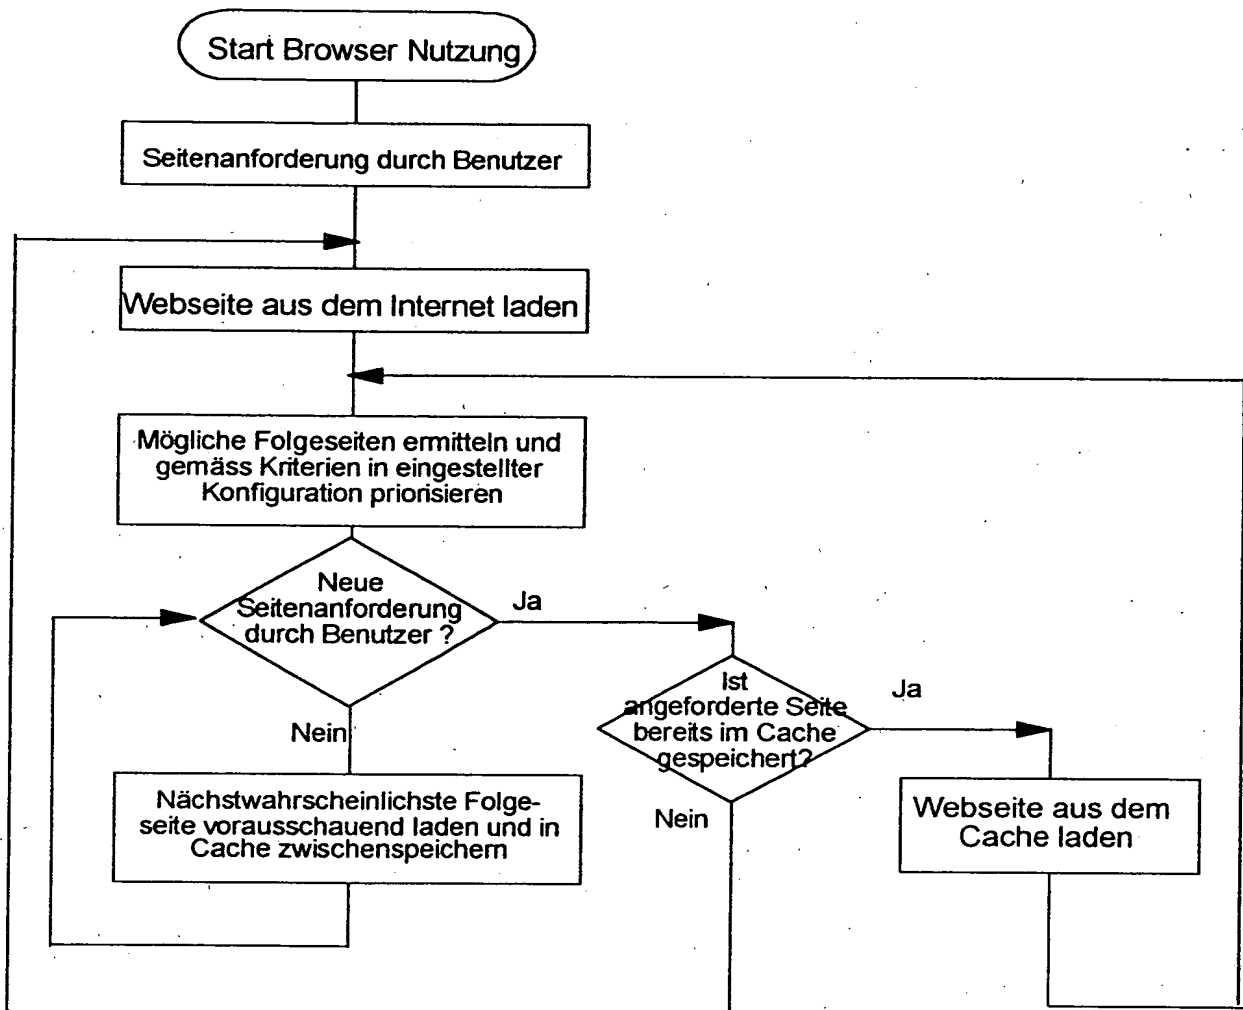 Start Browser Nutzung
Seitenanforderung durch Benutzer
Webseite aus dem Internet laden
Mögliche Folgeseiten ermitteln und
gemäss Kriterien in eingestellter
Konfiguration priorisieren
Neue
Seitenanforderung
durch Benutzer ?
Ja
Nein
Nächstwahrscheinlichste Folge-
seite vorausschauend laden und in
Cache zwischenspeichern
Ist
angeforderte Seite
bereits im Cache
gespeichert?
Ja
Nein
Webseite aus dem
Cache laden